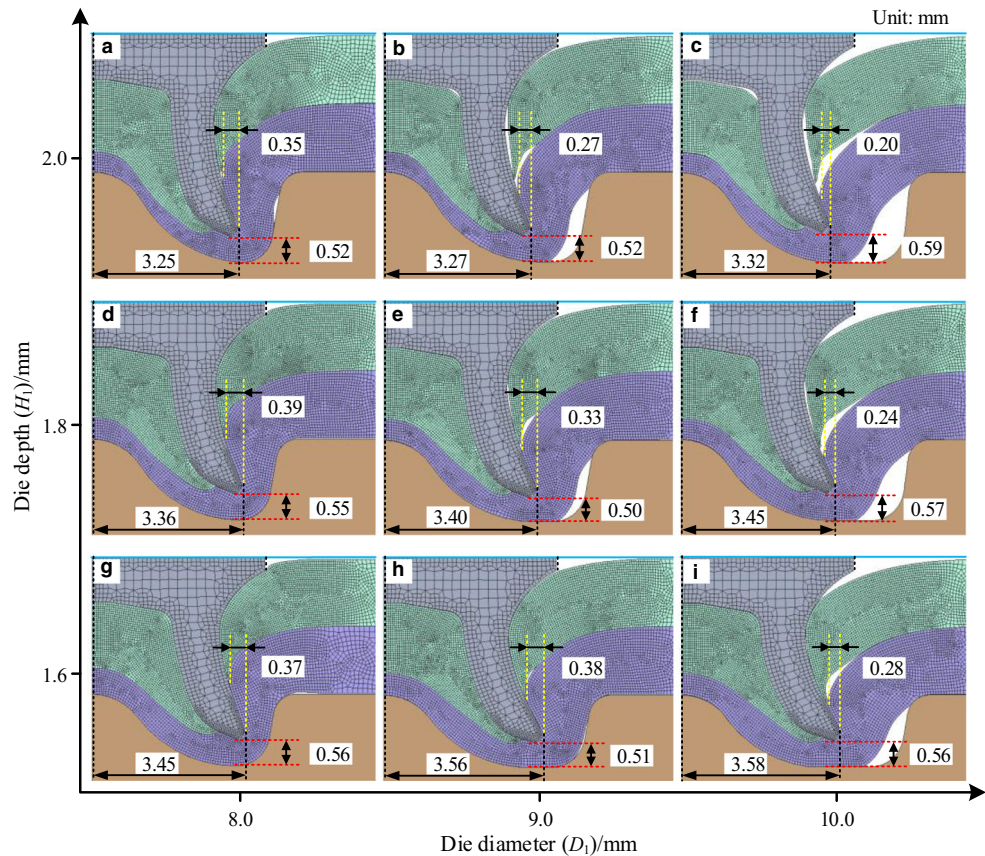 Unit: mm
a
b
c
0.35
0.27
0.20
2.0
0.52
0.52
0.59
3.25
3.27
3.32
d
e
f
0.39
0.33
0.24
1.8
0.55
0.50
0.57
3.36
3.40
3.45
g
h
i
0.37
0.38
0.28
1.6
0.56
0.51
0.56
3.45
3.56
3.58
Die depth (H₁)/mm
8.0
9.0
10.0
Die diameter (D₁)/mm